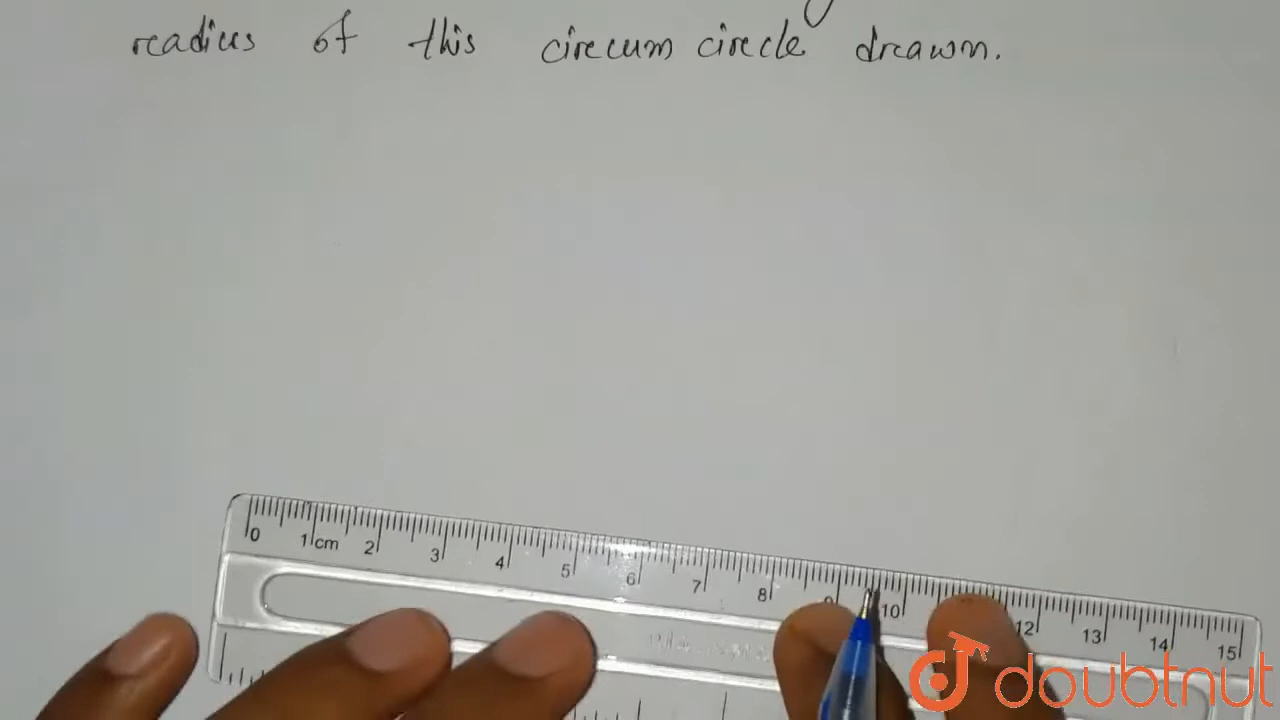 readius of this circum circle drawn.
0 1cm 2 3 4 5 6 7 8 9 10 12 13 14 15
doubtnut